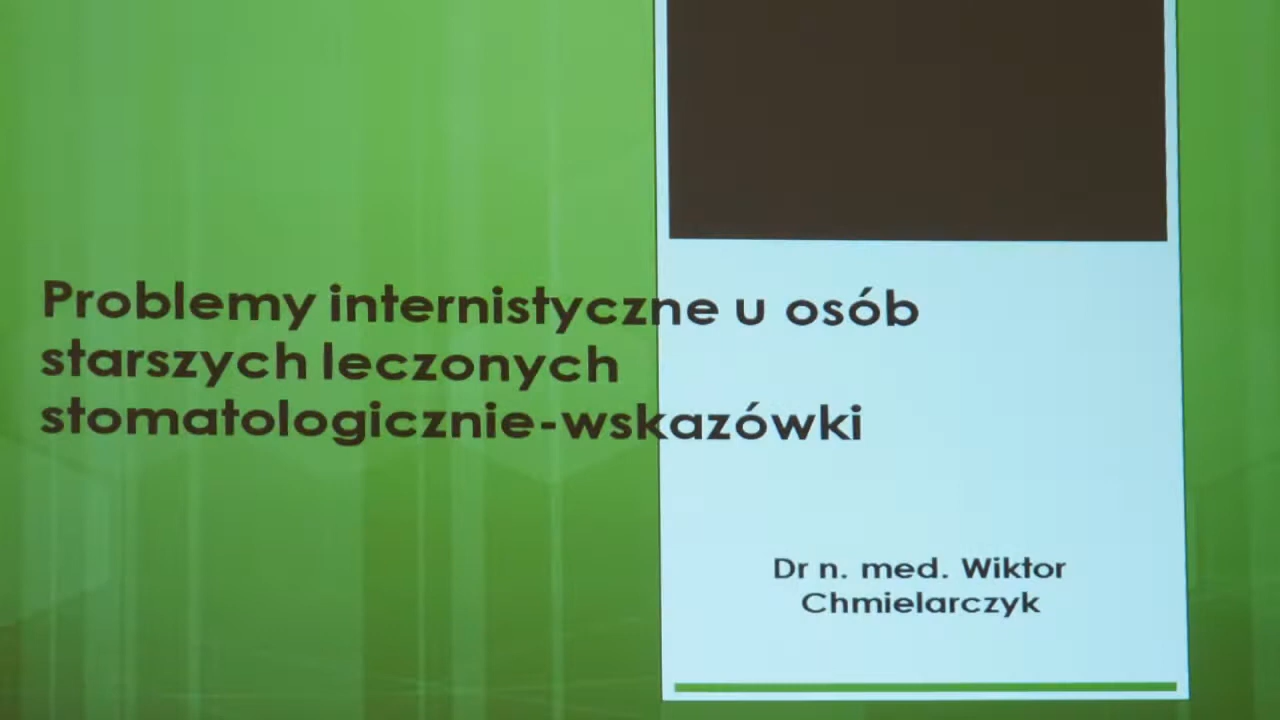 Problemy internistyczne u osób
starszych leczonych
stomatologicznie-wskazówki
Dr n. med. Wiktor
Chmielarczyk